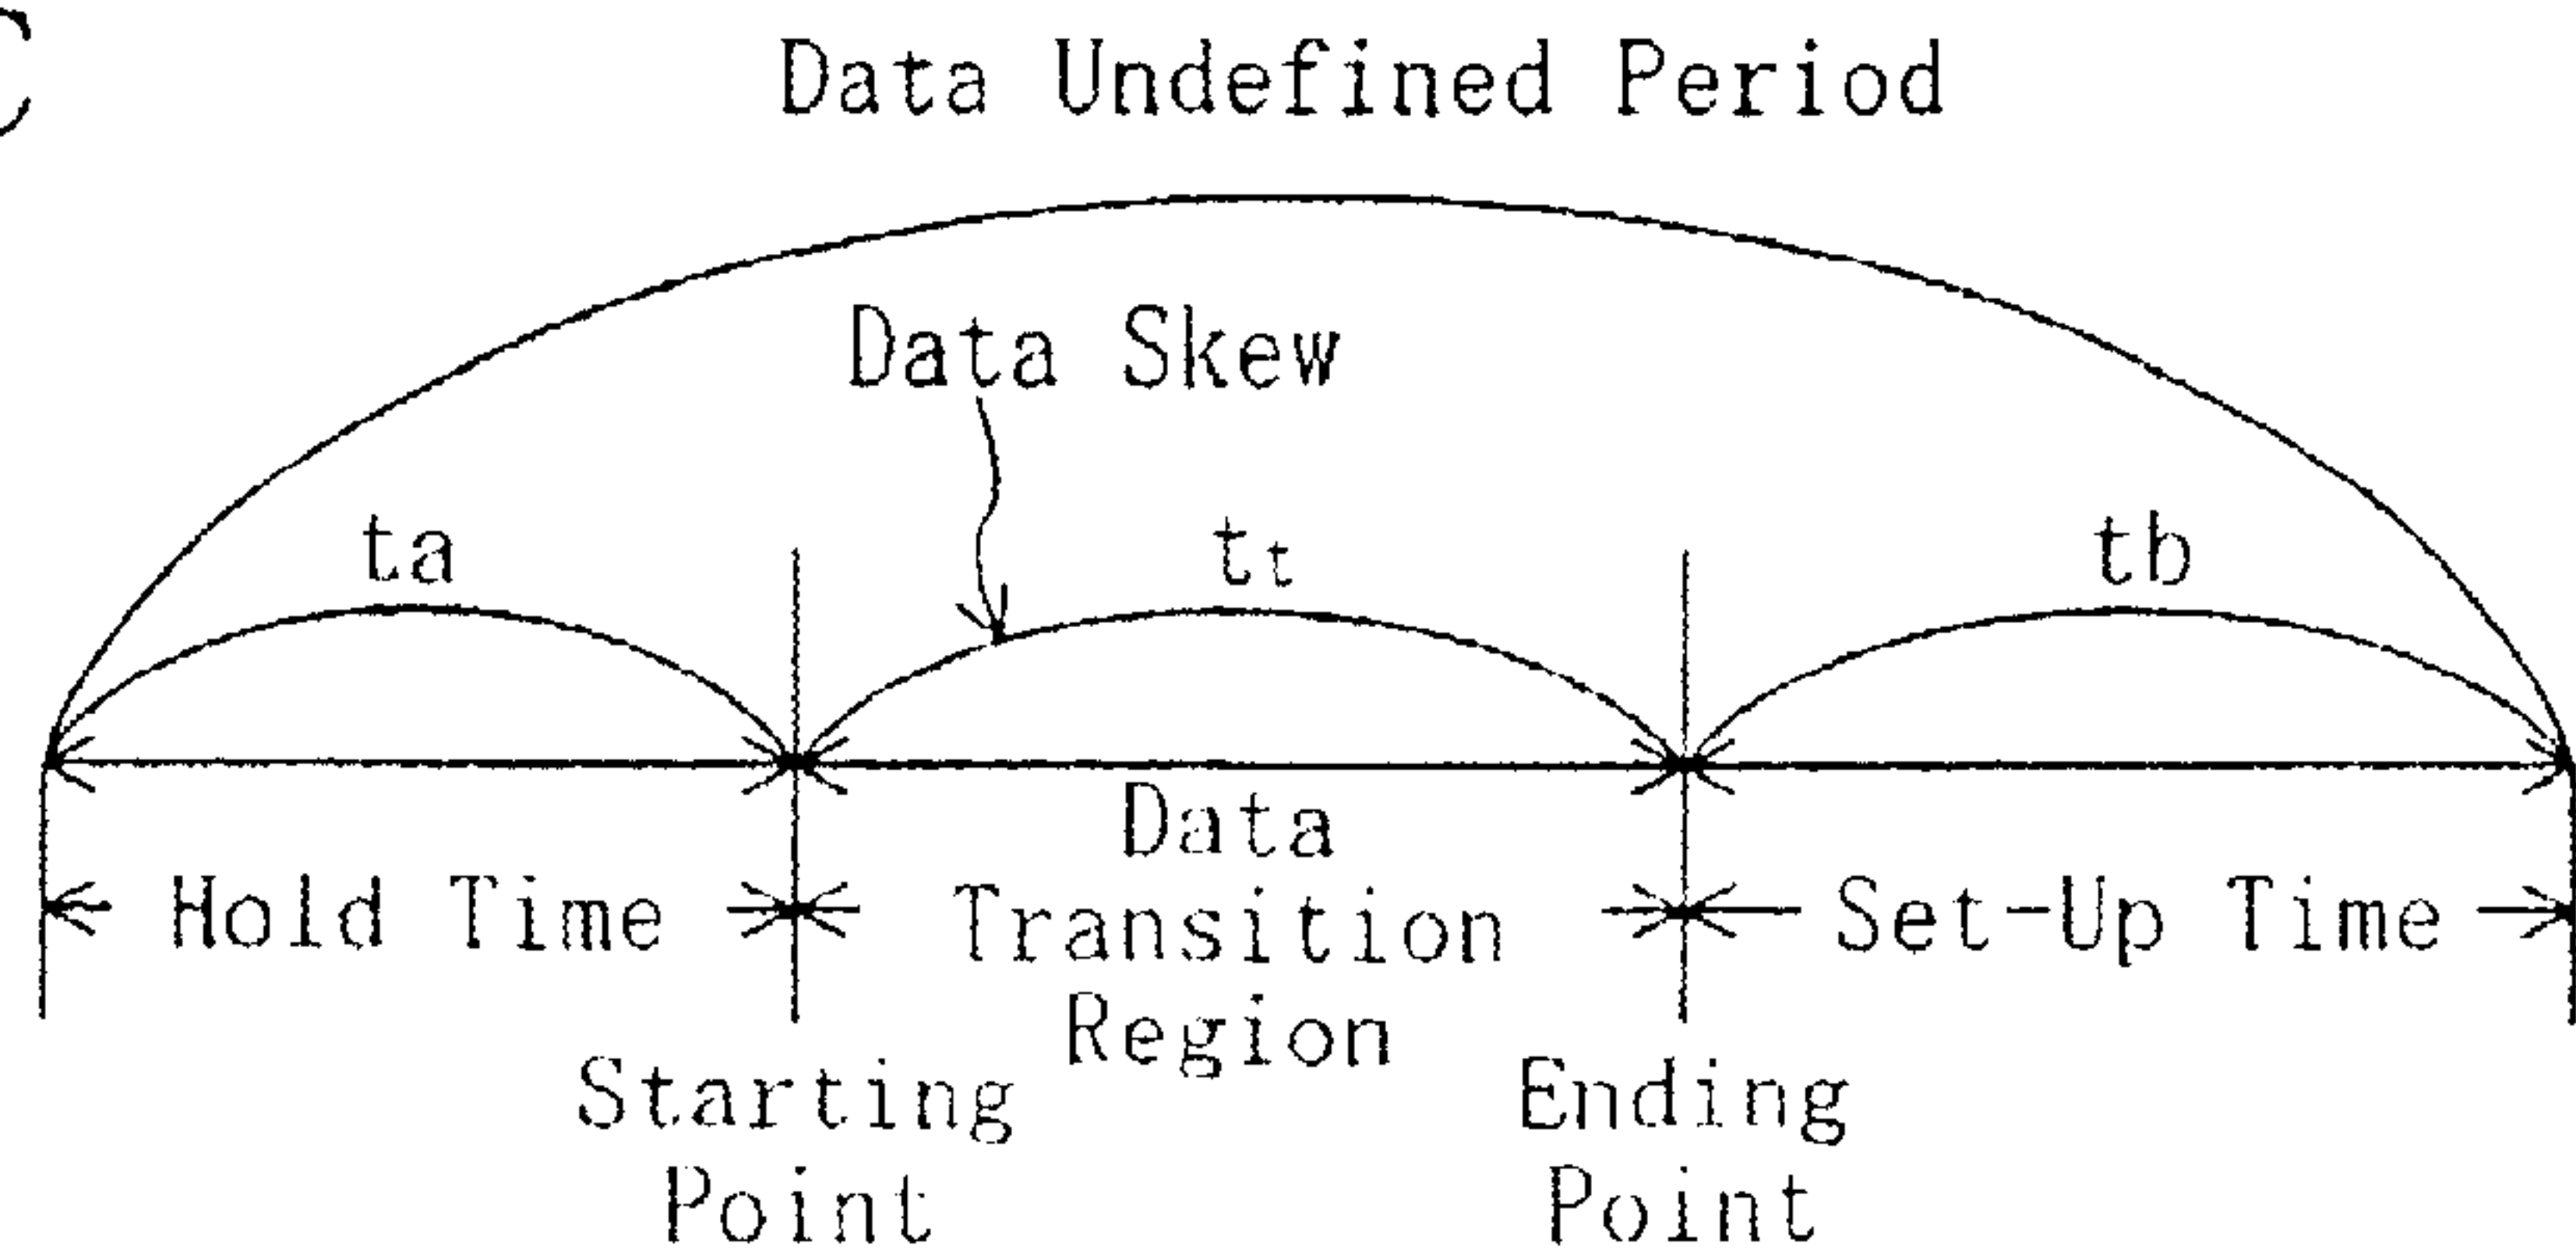 C
Data Undefined Period
Data Skew
ta
tt
tb
Hold Time
Data
Transition
Region
Set-Up Time
Starting
Point
Ending
Point